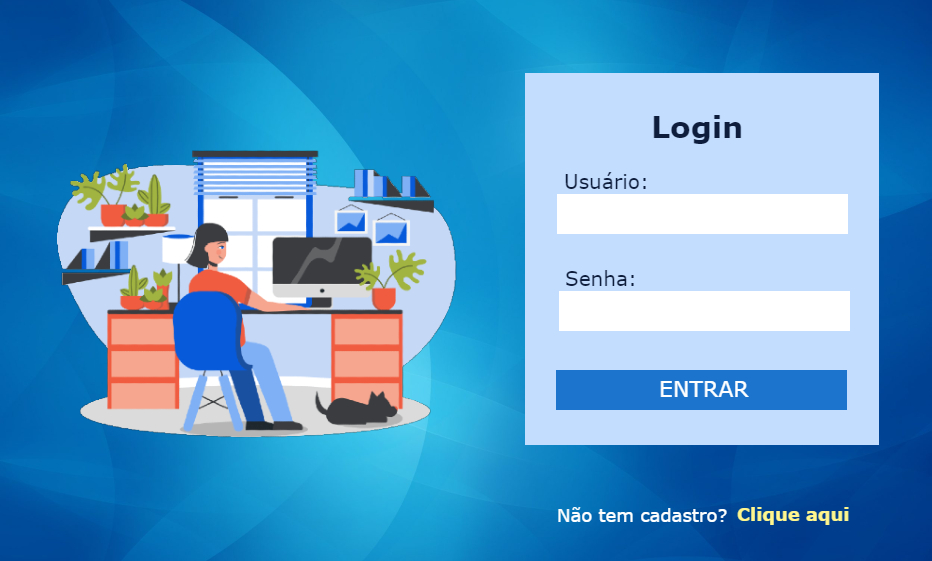 Login
Usuário:
Senha:
ENTRAR
Não tem cadastro? Clique aqui